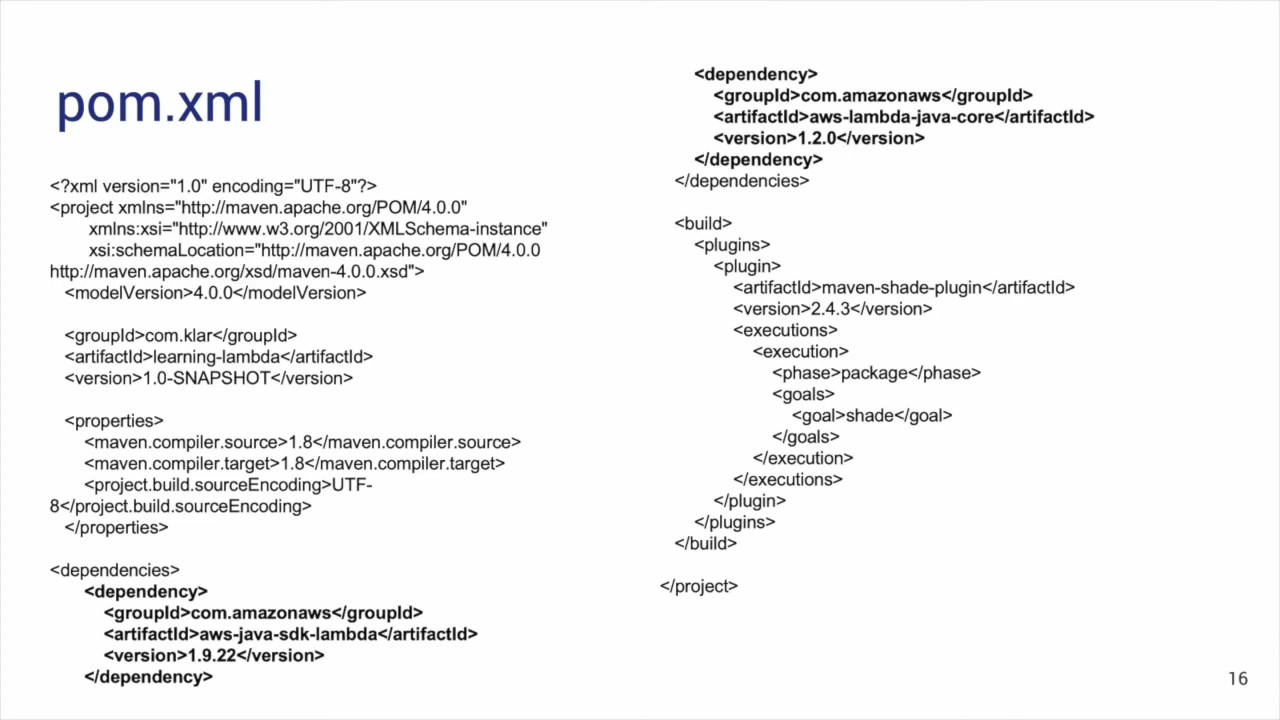 pom.xml
<?xml version="1.0" encoding="UTF-8"?>
<project xmlns="http://maven.apache.org/POM/4.0.0"
xmlns:xsi="http://www.w3.org/2001/XMLSchema-instance"
xsi:schemaLocation="http://maven.apache.org/POM/4.0.0
http://maven.apache.org/xsd/maven-4.0.0.xsd">
<modelVersion>4.0.0</modelVersion>
<groupId>com.klar</groupId>
<artifactId>learning-lambda</artifactId>
<version>1.0-SNAPSHOT</version>
<properties>
<maven.compiler.source>1.8</maven.compiler.source>
<maven.compiler.target>1.8</maven.compiler.target>
<project.build.sourceEncoding>UTF-
8</project.build.sourceEncoding>
</properties>
<dependencies>
<dependency>
<groupId>com.amazonaws</groupId>
<artifactId>aws-java-sdk-lambda</artifactId>
<version>1.9.22</version>
</dependency>
<dependency>
<groupId>com.amazonaws</groupId>
<artifactId>aws-lambda-java-core</artifactId>
<version>1.2.0</version>
</dependency>
</dependencies>
<build>
<plugins>
<plugin>
<artifactId>maven-shade-plugin</artifactId>
<version>2.4.3</version>
<executions>
<execution>
<phase>package</phase>
<goals>
<goal>shade</goal>
</goals>
</execution>
</executions>
</plugin>
</plugins>
</build>
</project>
16